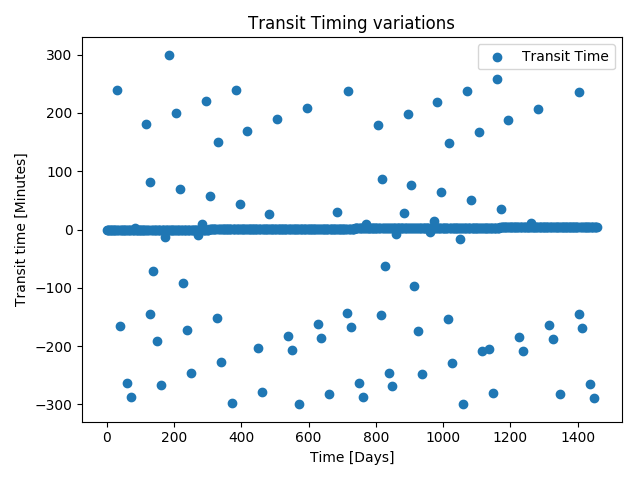 Transit Timing variations
Transit Time
Transit time [Minutes]
300
200
100
0
−100
−200
−300
0 200 400 600 800 1000 1200 1400
Time [Days]